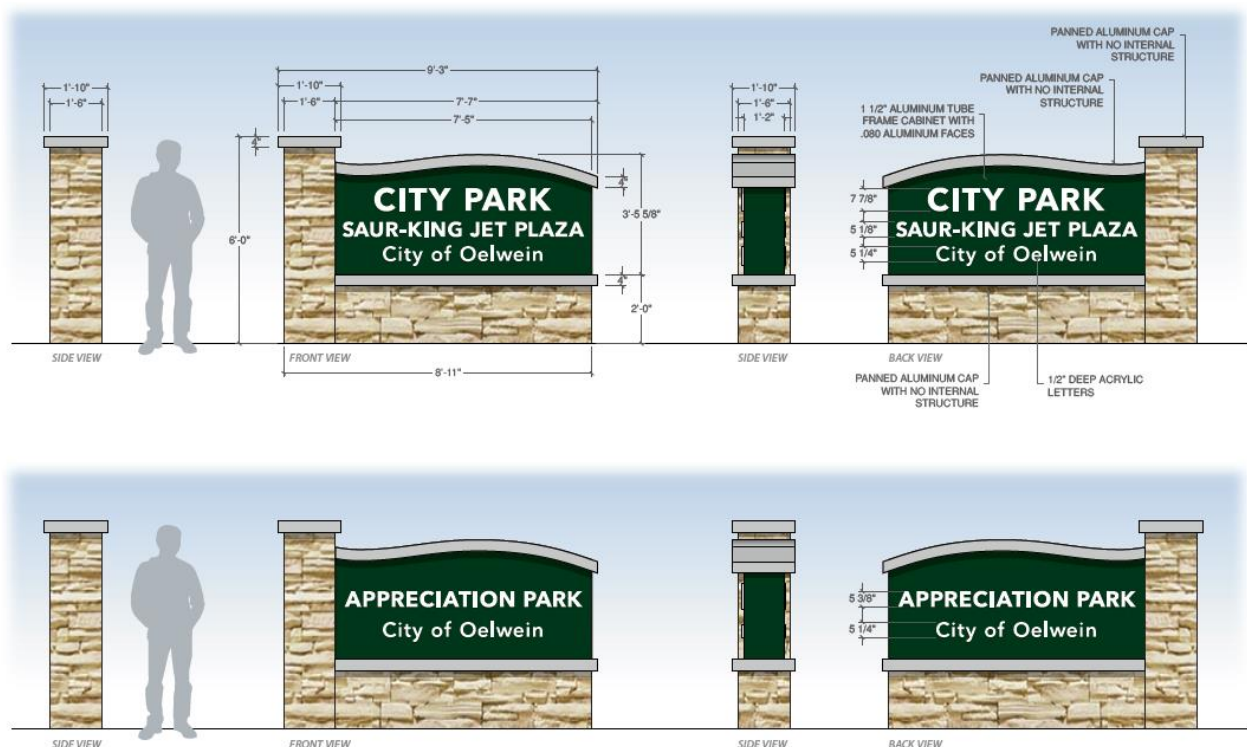 PANNED ALUMINUM CAP
WITH NO INTERNAL
STRUCTURE
9'-3"
1'-10"
1'-10"
1'-10"
PANNED ALUMINUM CAP
WITH NO INTERNAL
STRUCTURE
1'-6"
1'-6"
7'-7"
1'-6"
7'-5"
1'-2"
1 1/2" ALUMINUM TUBE
FRAME CABINET WITH
.080 ALUMINUM FACES
4"
4"
CITY PARK
SAUR-KING JET PLAZA
City of Oelwein
6'-0"
3'-5 5/8"
4"
2'-0"
7 7/8"
5 1/8"
5 1/4"
CITY PARK
SAUR-KING JET PLAZA
City of Oelwein
SIDE VIEW
FRONT VIEW
SIDE VIEW
BACK VIEW
8'-11"
PANNED ALUMINUM CAP
WITH NO INTERNAL
STRUCTURE
1/2" DEEP ACRYLIC
LETTERS
APPRECIATION PARK
City of Oelwein
5 3/8"
5 1/4"
APPRECIATION PARK
City of Oelwein
SIDE VIEW
FRONT VIEW
SIDE VIEW
BACK VIEW